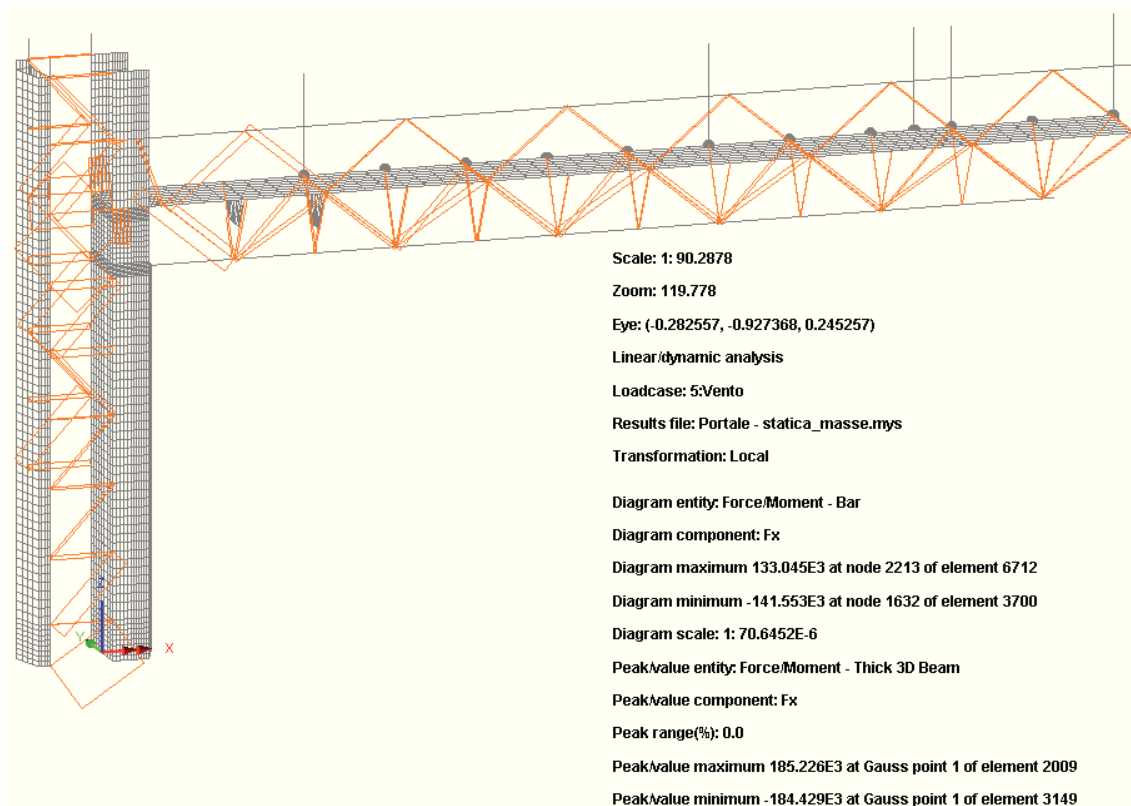 Scale: 1: 90.2878
Zoom: 119.778
Eye: (-0.282557, -0.927368, 0.245257)
Linear/dynamic analysis
Loadcase: 5:Vento
Results file: Portale - statica_masse.mys
Transformation: Local
Diagram entity: Force/Moment - Bar
Diagram component: Fx
Diagram maximum 133.045E3 at node 2213 of element 6712
Diagram minimum -141.553E3 at node 1632 of element 3700
Diagram scale: 1: 70.6452E-6
Peak/value entity: Force/Moment - Thick 3D Beam
Peak/value component: Fx
Peak range(%): 0.0
Peak/value maximum 185.226E3 at Gauss point 1 of element 2009
Peak/value minimum -184.429E3 at Gauss point 1 of element 3149
Z
Y
X